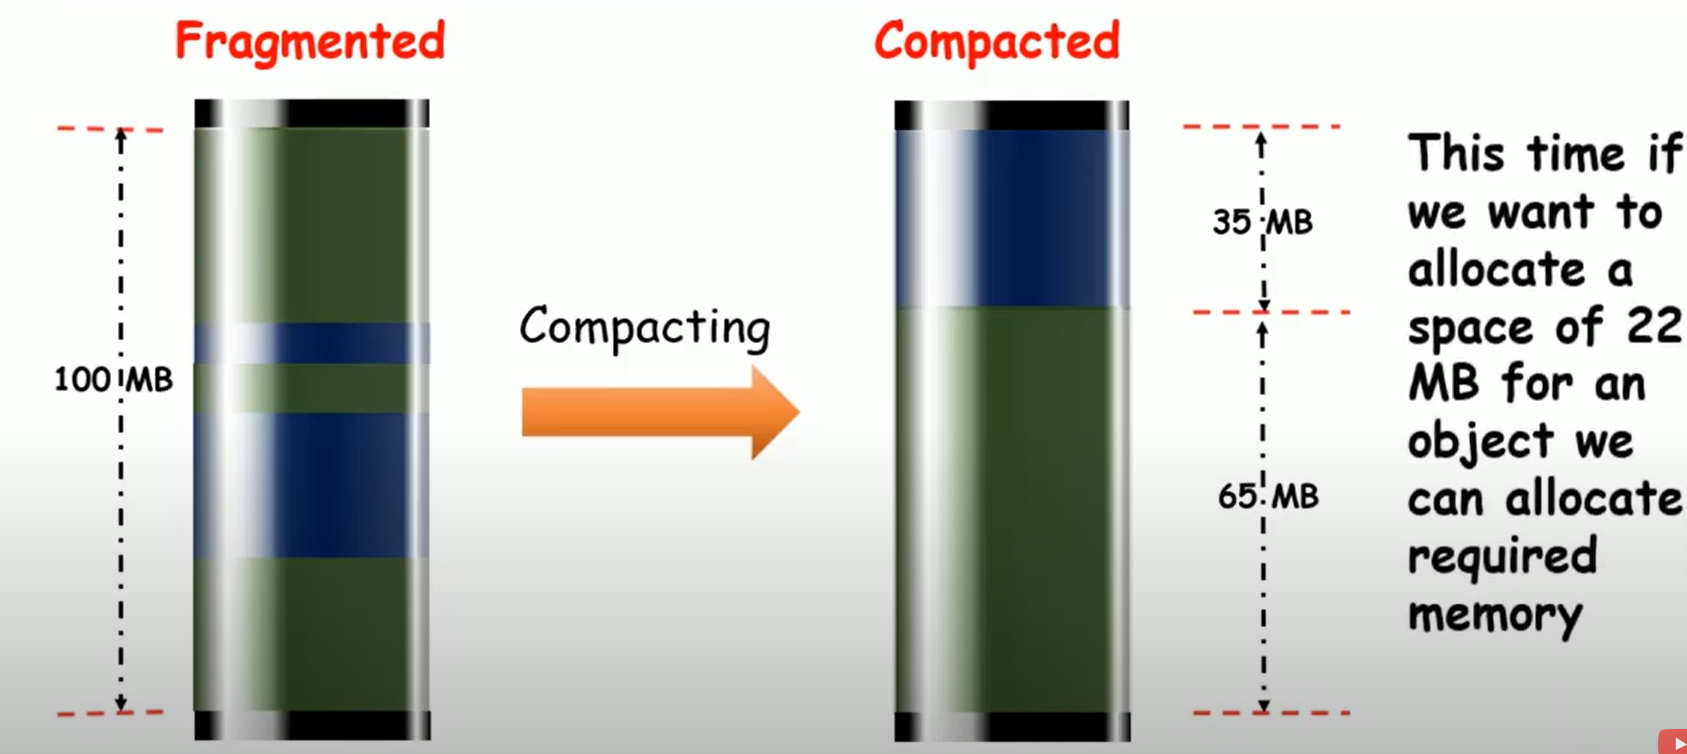 Fragmented
Compacted
100 MB
Compacting
35 MB
65 MB
This time if
we want to
allocate a
space of 22
MB for an
object we
can allocate
required
memory